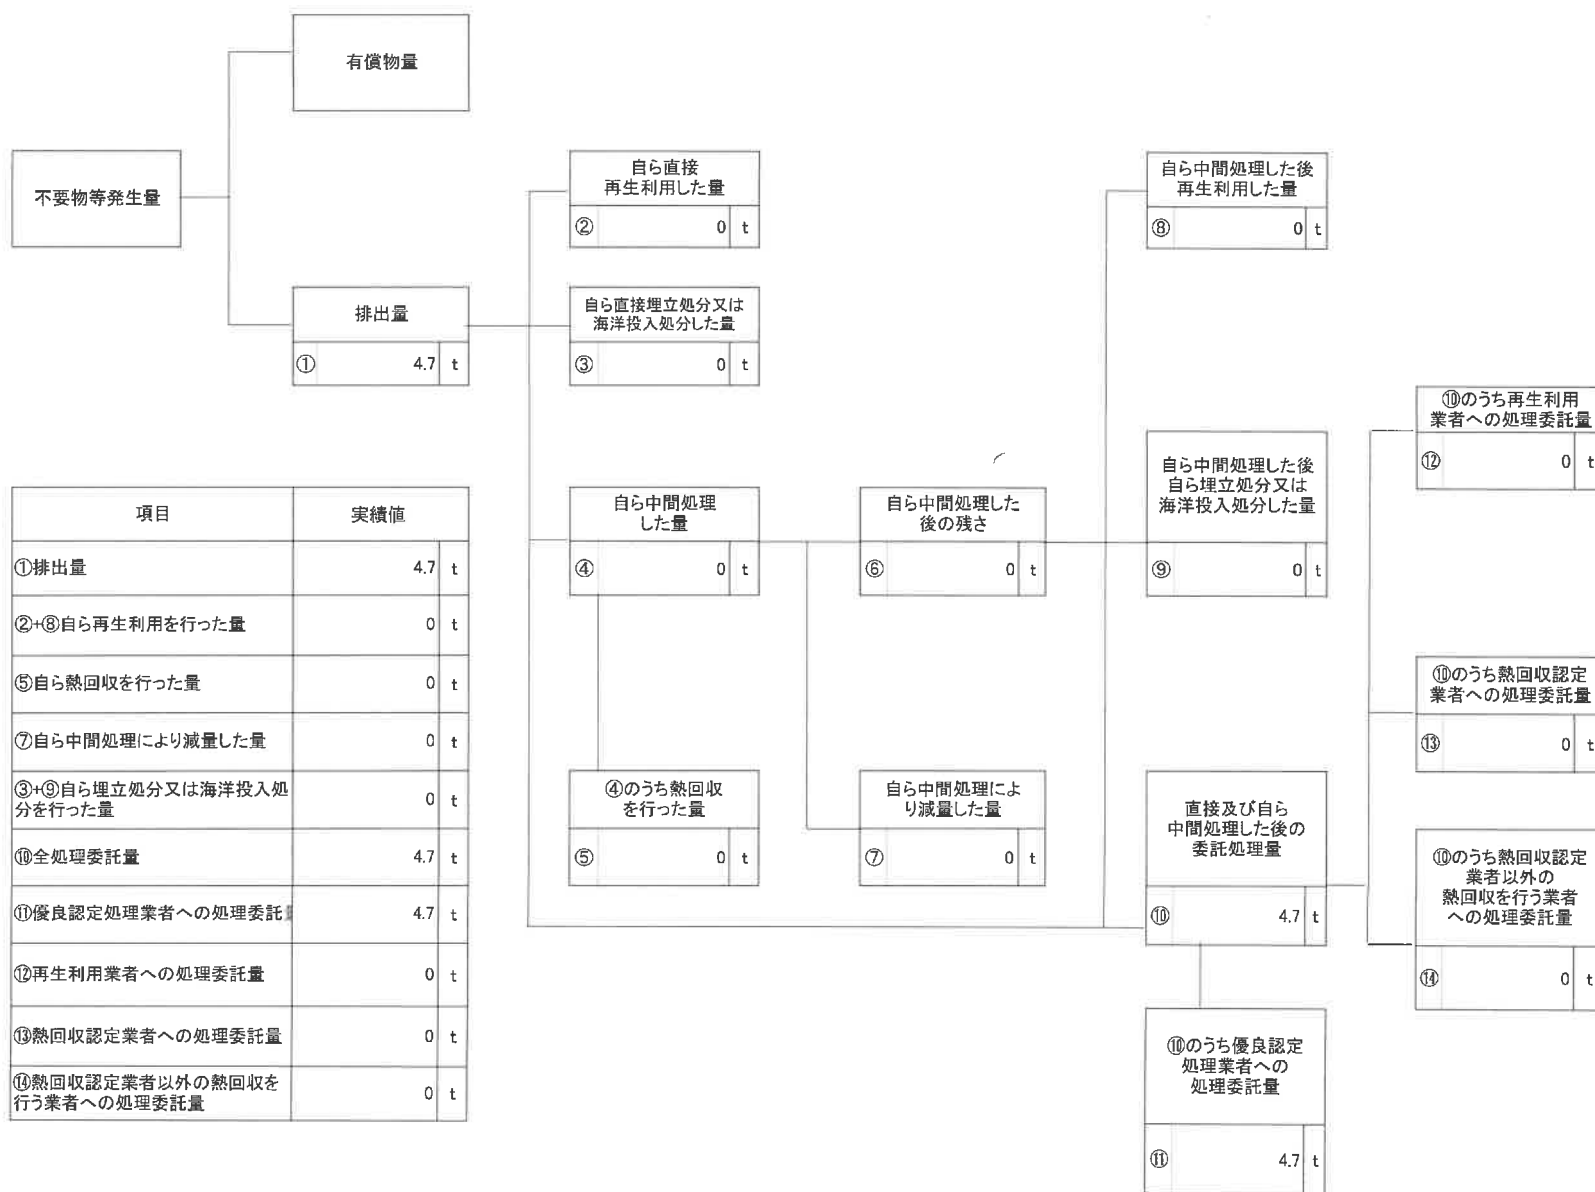 有償物量
不要物等発生量
排出量
① 4.7 t
自ら直接
再生利用した量
② 0 t
自ら直接埋立処分又は
海洋投入処分した量
③ 0 t
自ら中間処理
した量
④ 0 t
④のうち熱回収
を行った量
⑤ 0 t
自ら中間処理した
後の残さ
⑥ 0 t
自ら中間処理によ
り減量した量
⑦ 0 t
自ら中間処理した後
再生利用した量
⑧ 0 t
自ら中間処理した後
自ら埋立処分又は
海洋投入処分した量
⑨ 0 t
直接及び自ら
中間処理した後の
委託処理量
⑩ 4.7 t
⑩のうち優良認定
処理業者への
処理委託量
⑪ 4.7 t
⑩のうち再生利用
業者への処理委託量
⑫ 0 t
⑩のうち熱回収認定
業者への処理委託量
⑬ 0 t
⑩のうち熱回収認定
業者以外の
熱回収を行う業者
への処理委託量
⑭ 0 t
項目 実績値
①排出量 4.7 t
②+⑧自ら再生利用を行った量 0 t
⑤自ら熱回収を行った量 0 t
⑦自ら中間処理により減量した量 0 t
③+⑨自ら埋立処分又は海洋投入処
分を行った量 0 t
⑩全処理委託量 4.7 t
⑪優良認定処理業者への処理委託 4.7 t
⑫再生利用業者への処理委託量 0 t
⑬熱回収認定業者への処理委託量 0 t
⑭熱回収認定業者以外の熱回収を
行う業者への処理委託量 0 t